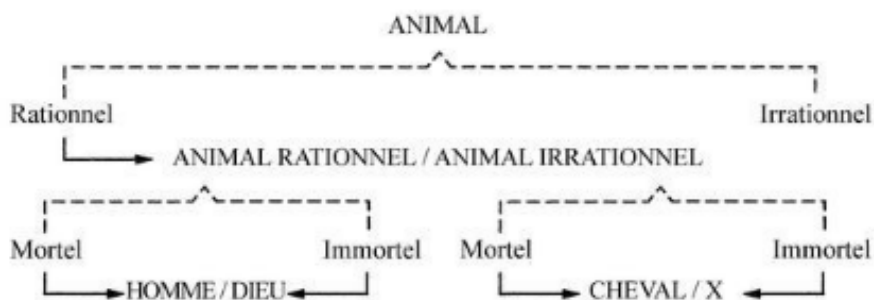 ANIMAL
Rationnel Irrationnel
ANIMAL RATIONNEL / ANIMAL IRRATIONNEL
Mortel Immortel Mortel Immortel
HOMME / DIEU CHEVAL / X